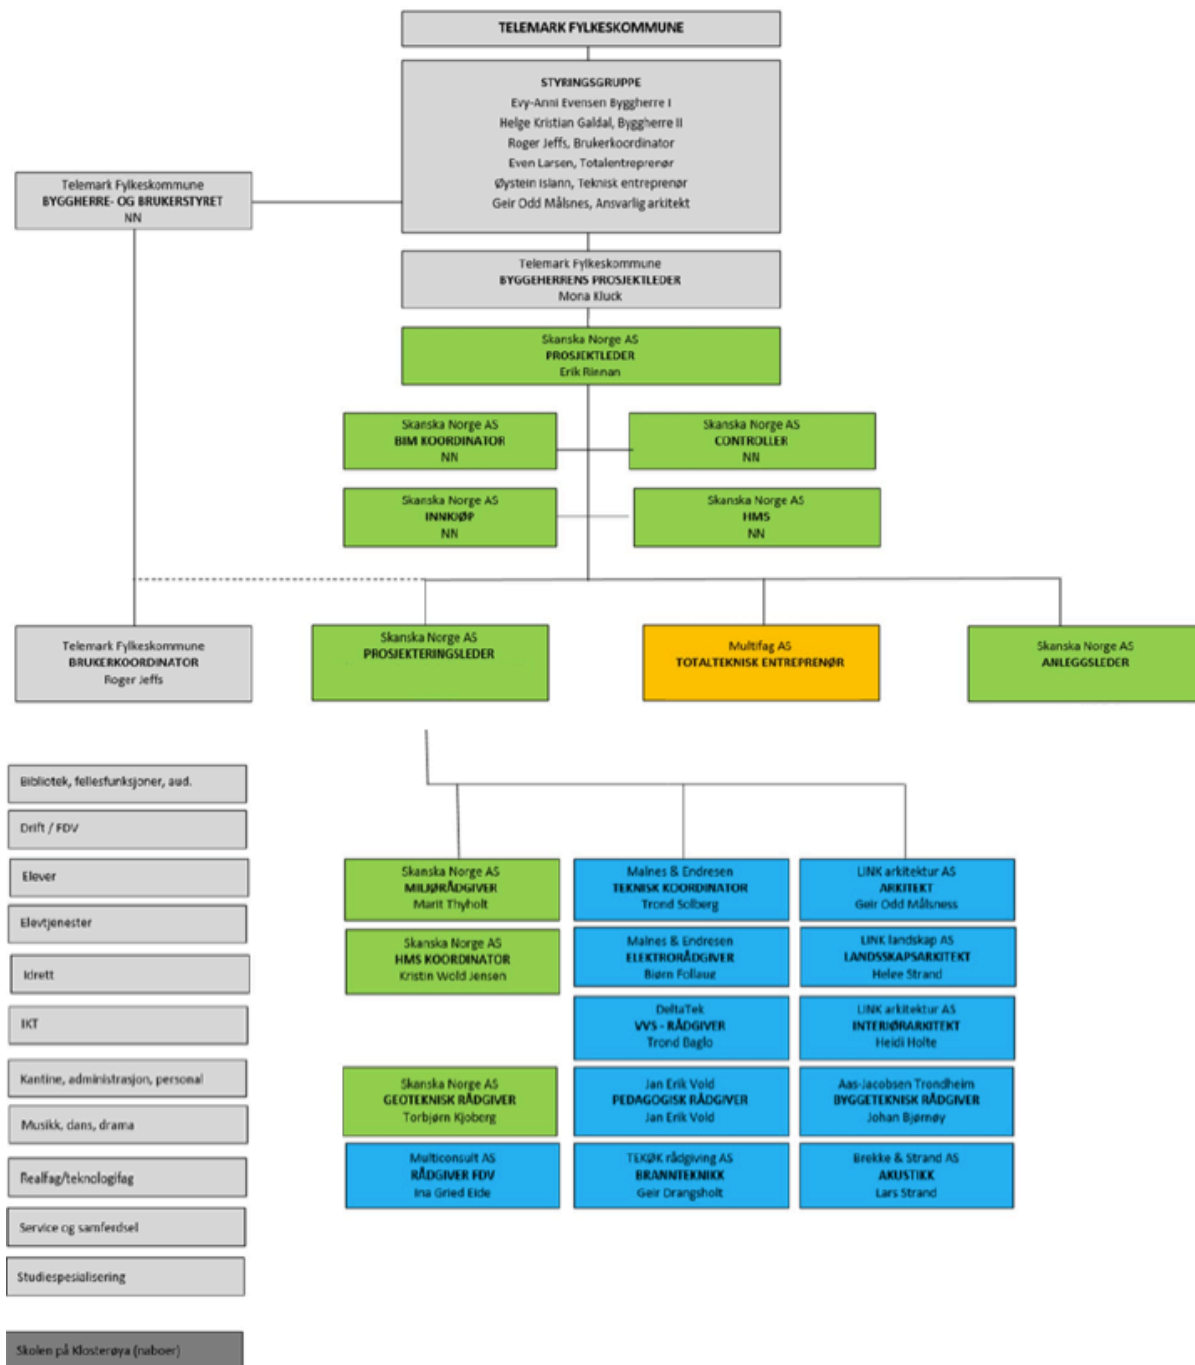 TELEMARK FYLKESKOMMUNE
STYRINGSGRUPPE
Evy-Anni Evensen Byggherre I
Helge Kristian Galdal, Byggherre II
Roger Jeffs, Brukerkoordinator
Even Larsen, Totalentreprenør
Øystein Islann, Teknisk entreprenør
Geir Odd Målsnes, Ansvarlig arkitekt
Telemark Fylkeskommune
BYGGHERRE- OG BRUKERSTYRET
NN
Telemark Fylkeskommune
BYGGEHERRENS PROSJEKTLEDER
Mona Kluck
Skanska Norge AS
PROSJEKTLEDER
Erik Rinnan
Skanska Norge AS
BIM KOORDINATOR
NN
Skanska Norge AS
CONTROLLER
NN
Skanska Norge AS
INNKJØP
NN
Skanska Norge AS
HMS
NN
Telemark Fylkeskommune
BRUKERKOORDINATOR
Roger Jeffs
Skanska Norge AS
PROSJEKTERINGSLEDER
Multifag AS
TOTALTEKNISK ENTREPRENØR
Skanska Norge AS
ANLEGGSLEDER
Bibliotek, fellesfunksjoner, aud.
Drift / FDV
Elever
Elevtjenester
Idrett
IKT
Kantine, administrasjon, personal
Musikk, dans, drama
Realfag/teknologifag
Service og samferdsel
Studiespesialisering
Skolen på Klosterøya (naboer)
Skanska Norge AS
MILJØRÅDGIVER
Marit Thyholt
Malnes & Endresen
TEKNISK KOORDINATOR
Trond Solberg
LINK arkitektur AS
ARKITEKT
Geir Odd Målsness
Skanska Norge AS
HMS KOORDINATOR
Kristin Wold Jensen
Malnes & Endresen
ELEKTRORÅDGIVER
Bjørn Follaug
LINK landskap AS
LANDSSKAPSARKITEKT
Helee Strand
DeltaTek
VVS - RÅDGIVER
Trond Baglo
LINK arkitektur AS
INTERIØRARKITEKT
Heidi Holte
Skanska Norge AS
GEOTEKNISK RÅDGIVER
Torbjørn Kjoberg
Jan Erik Vold
PEDAGOGISK RÅDGIVER
Jan Erik Vold
Aas-Jacobsen Trondheim
BYGGETEKNISK RÅDGIVER
Johan Bjørnøy
Multiconsult AS
RÅDGIVER FDV
Ina Gried Eide
TEKØK rådgiving AS
BRANNTEKNIKK
Geir Drangsholt
Brekke & Strand AS
AKUSTIKK
Lars Strand